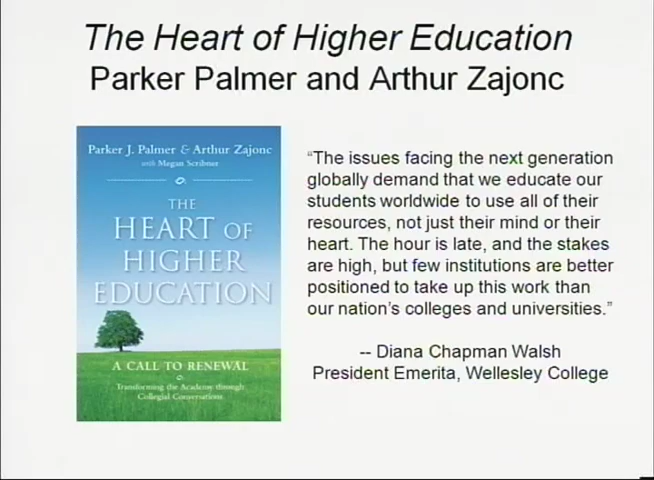 The Heart of Higher Education
Parker Palmer and Arthur Zajonc
Parker J. Palmer & Arthur Zajonc
with Megan Scribner
THE
HEART OF
HIGHER
EDUCATION
A CALL TO RENEWAL
Transforming the Academy through
Collegial Conversations
“The issues facing the next generation
globally demand that we educate our
students worldwide to use all of their
resources, not just their mind or their
heart. The hour is late, and the stakes
are high, but few institutions are better
positioned to take up this work than
our nation’s colleges and universities.”
-- Diana Chapman Walsh
President Emerita, Wellesley College